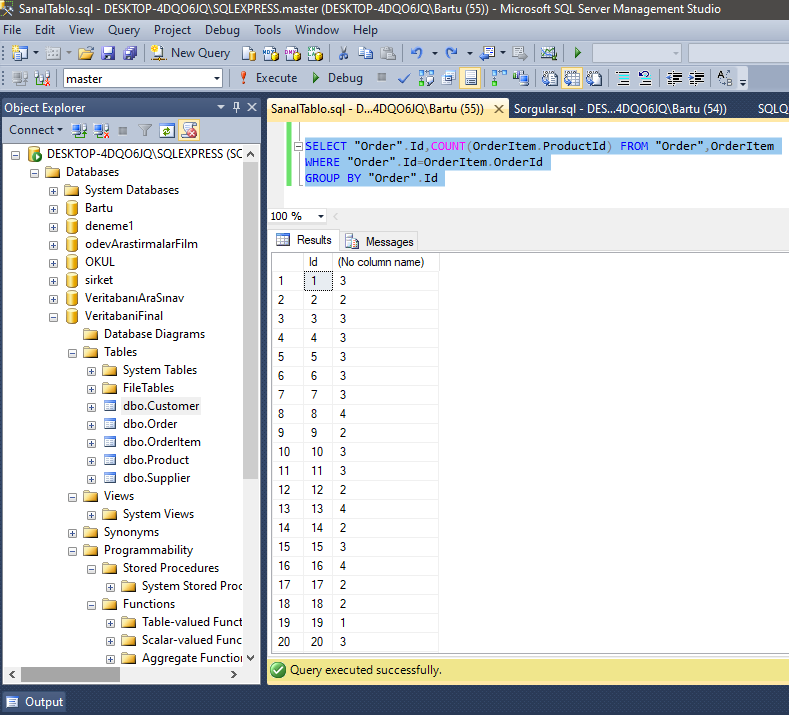 SanalTablo.sql - DESKTOP-4DQO6JQ\SQLEXPRESS.master (DESKTOP-4DQO6JQ\Bartu (55)) - Microsoft SQL Server Management Studio
File Edit View Query Project Debug Tools Window Help
New Query MDX DMX XMLA DAX
master Execute Debug
Object Explorer
SanalTablo.sql - D...4DQO6JQ\Bartu (55)) Sorgular.sql - DES...4DQO6JQ\Bartu (54)) SQLQ
Connect
DESKTOP-4DQO6JQ\SQLEXPRESS (SC
Databases
System Databases
Bartu
deneme1
odevArastirmalarFilm
OKUL
sirket
VeritabanıAraSınav
VeritabaniFinal
Database Diagrams
Tables
System Tables
FileTables
dbo.Customer
dbo.Order
dbo.OrderItem
dbo.Product
dbo.Supplier
Views
System Views
Synonyms
Programmability
Stored Procedures
System Stored Proc
Functions
Table-valued Funct
Scalar-valued Func
Aggregate Function
SELECT "Order".Id,COUNT(OrderItem.ProductId) FROM "Order",OrderItem
WHERE "Order".Id=OrderItem.OrderId
GROUP BY "Order".Id
100 %
Results Messages
Id (No column name)
1 1 3
2 2 2
3 3 3
4 4 3
5 5 3
6 6 3
7 7 3
8 8 4
9 9 2
10 10 3
11 11 3
12 12 2
13 13 4
14 14 2
15 15 3
16 16 4
17 17 2
18 18 2
19 19 1
20 20 3
Query executed successfully.
Output